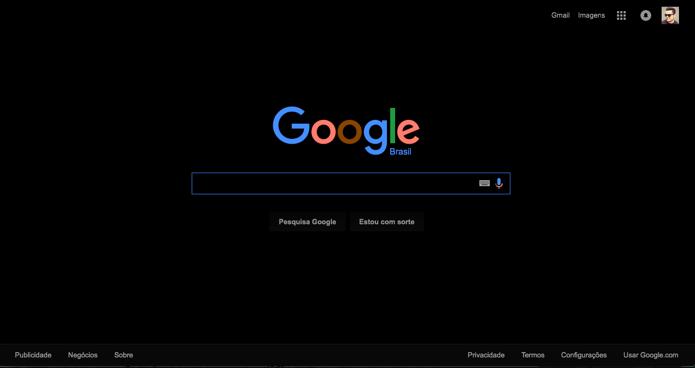 Gmail Imagens
Google
Brasil
Pesquisa Google Estou com sorte
Publicidade Negócios Sobre Privacidade Termos Configurações Usar Google.com